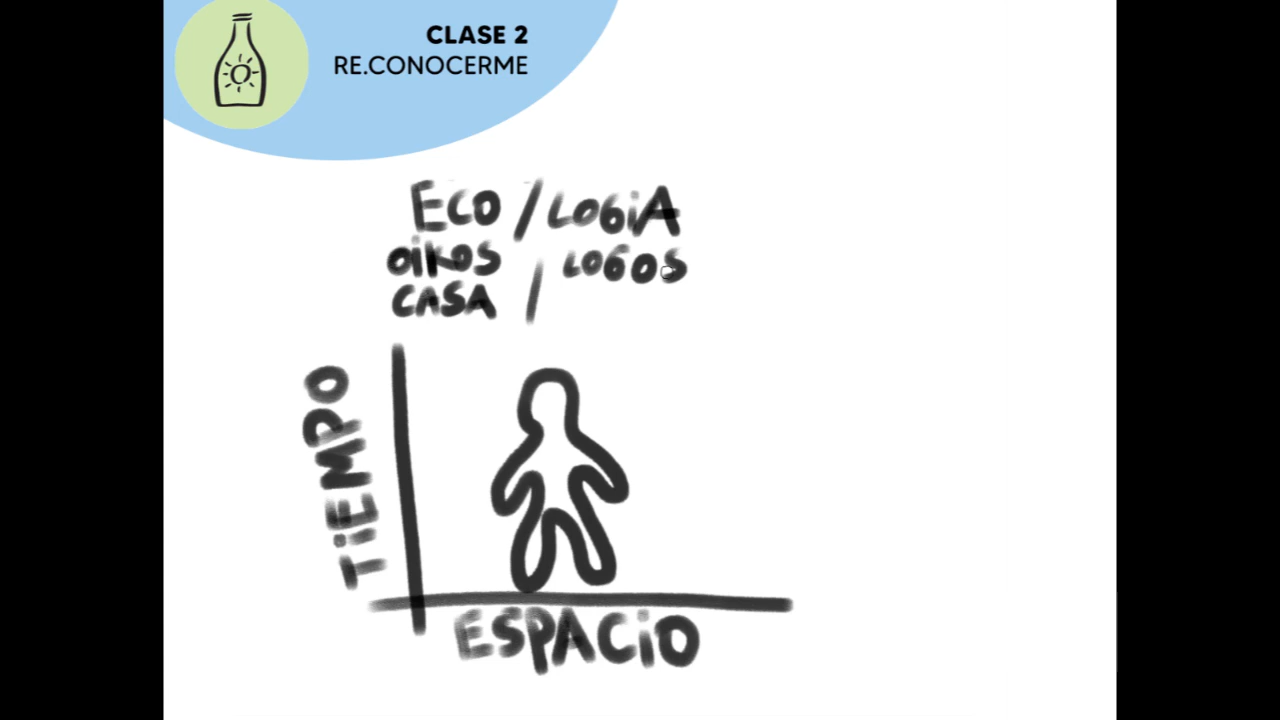 CLASE 2
RE.CONOCERME
ECO / LOGiA
OiKOS / LOGOS
CASA
TiEMPO
ESPACiO